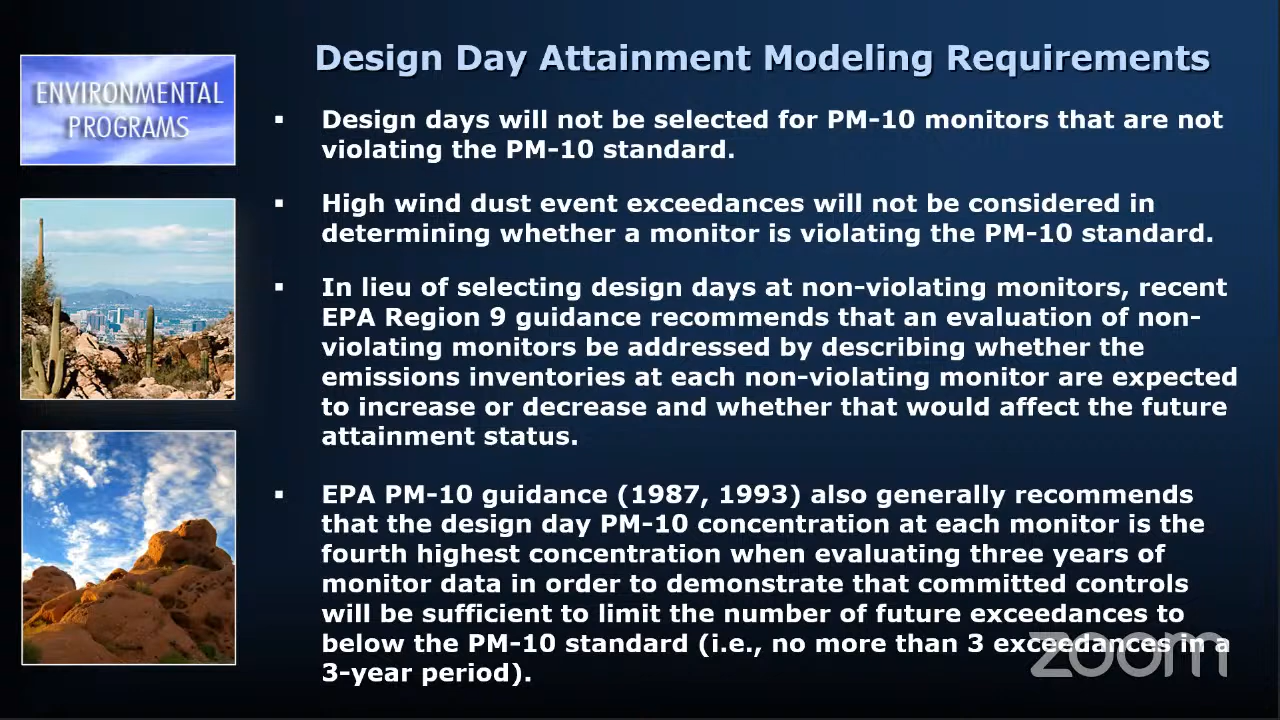 Design Day Attainment Modeling Requirements
ENVIRONMENTAL
PROGRAMS
▪ Design days will not be selected for PM-10 monitors that are not
violating the PM-10 standard.
▪ High wind dust event exceedances will not be considered in
determining whether a monitor is violating the PM-10 standard.
▪ In lieu of selecting design days at non-violating monitors, recent
EPA Region 9 guidance recommends that an evaluation of non-
violating monitors be addressed by describing whether the
emissions inventories at each non-violating monitor are expected
to increase or decrease and whether that would affect the future
attainment status.
▪ EPA PM-10 guidance (1987, 1993) also generally recommends
that the design day PM-10 concentration at each monitor is the
fourth highest concentration when evaluating three years of
monitor data in order to demonstrate that committed controls
will be sufficient to limit the number of future exceedances to
below the PM-10 standard (i.e., no more than 3 exceedances in a
3-year period).
zoom